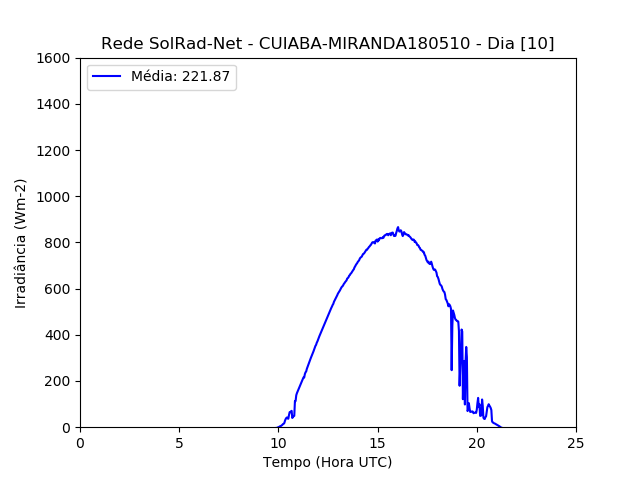 Rede SolRad-Net - CUIABA-MIRANDA180510 - Dia [10]
Média: 221.87
1600
1400
1200
1000
800
600
400
200
0
Irradiância (Wm-2)
0 5 10 15 20 25
Tempo (Hora UTC)